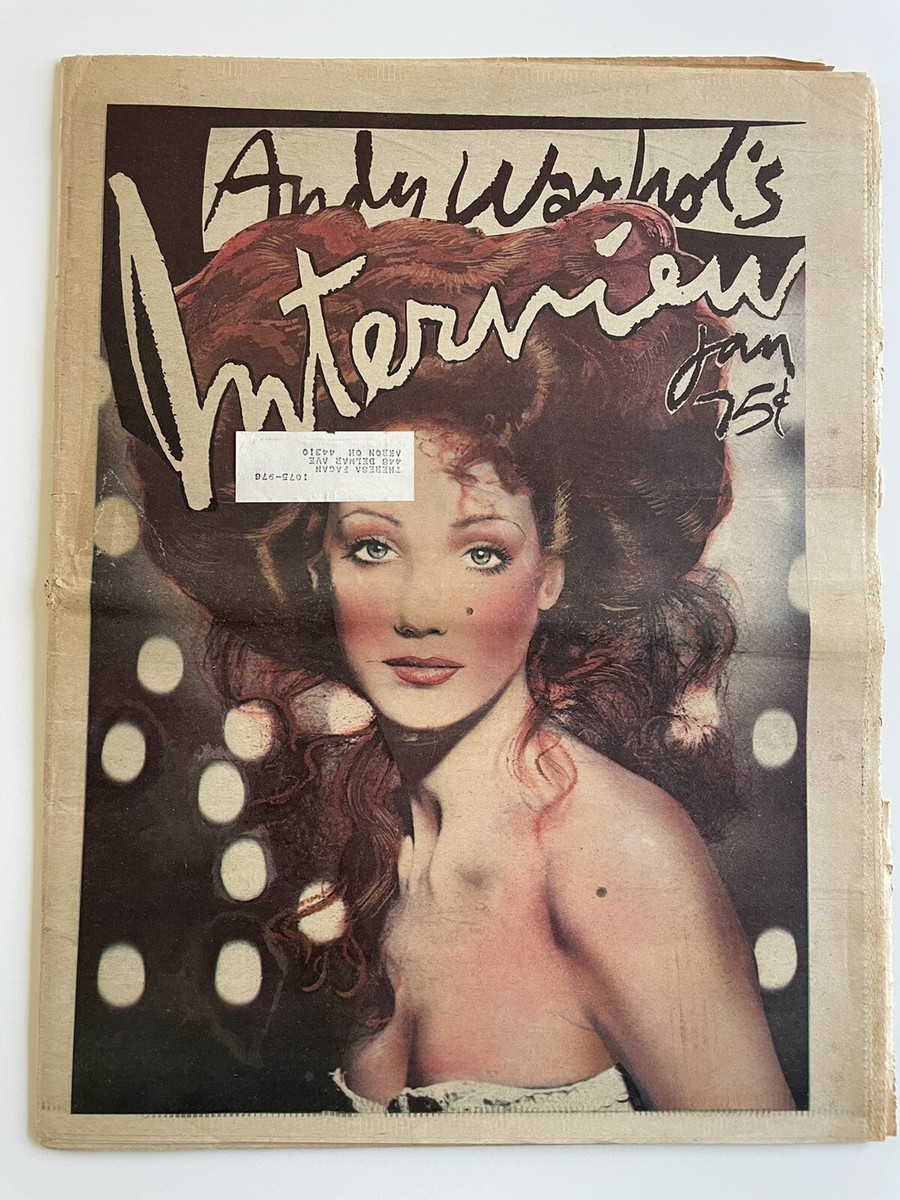 Andy Warhol's
Interview
Jan
75¢
1075-976
THERESA FAGAN
448 DELMAR AVE
AKRON OH 44310